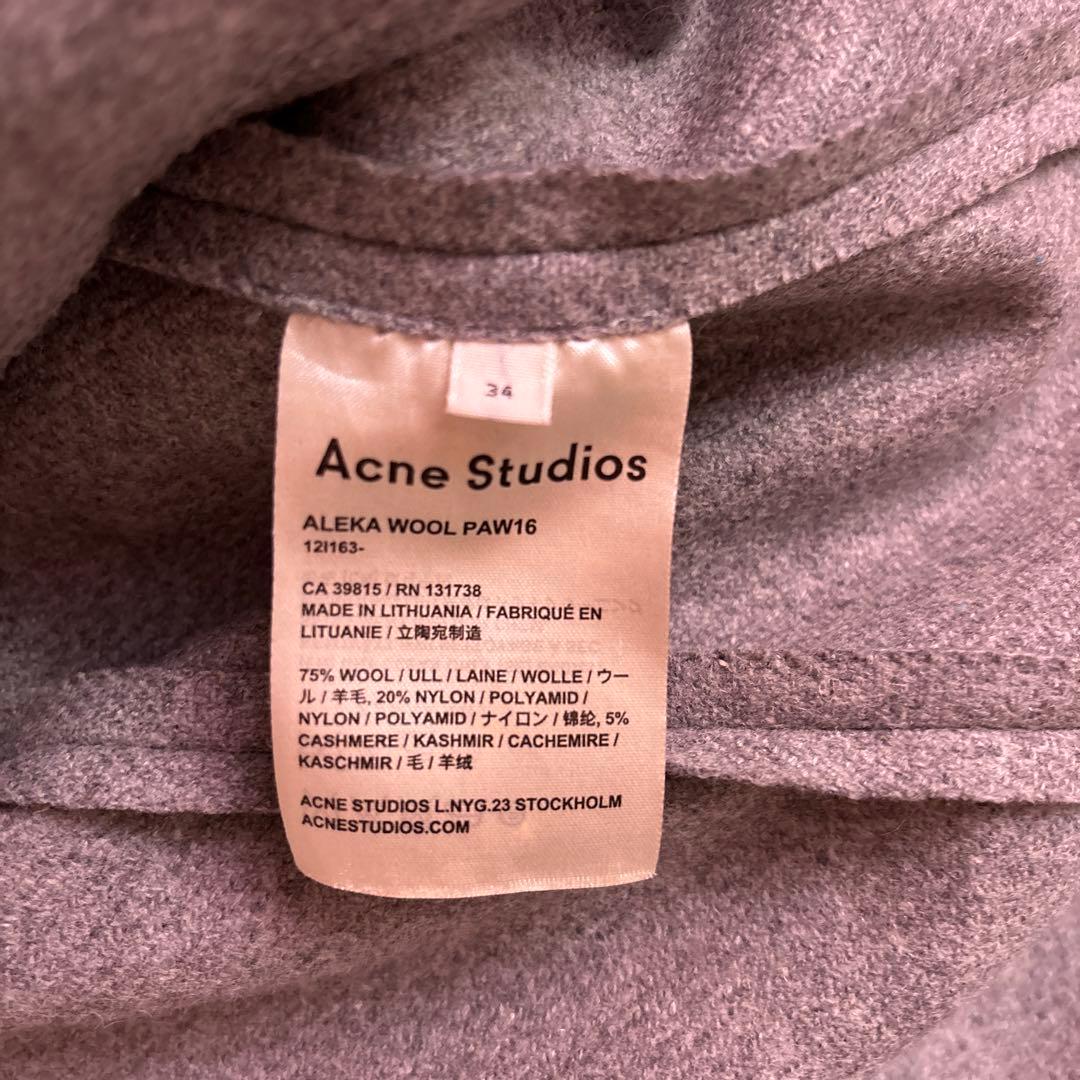 34
Acne Studios
ALEKA WOOL PAW16
12I163-
CA 39815 / RN 131738
MADE IN LITHUANIA / FABRIQUÉ EN
LITUANIE / 立陶宛制造
75% WOOL / ULL / LAINE / WOLLE / ウー
ル / 羊毛, 20% NYLON / POLYAMID /
NYLON / POLYAMID / ナイロン / 锦纶, 5%
CASHMERE / KASHMIR / CACHEMIRE /
KASCHMIR / 毛 / 羊绒
ACNE STUDIOS L.NYG.23 STOCKHOLM
ACNESTUDIOS.COM